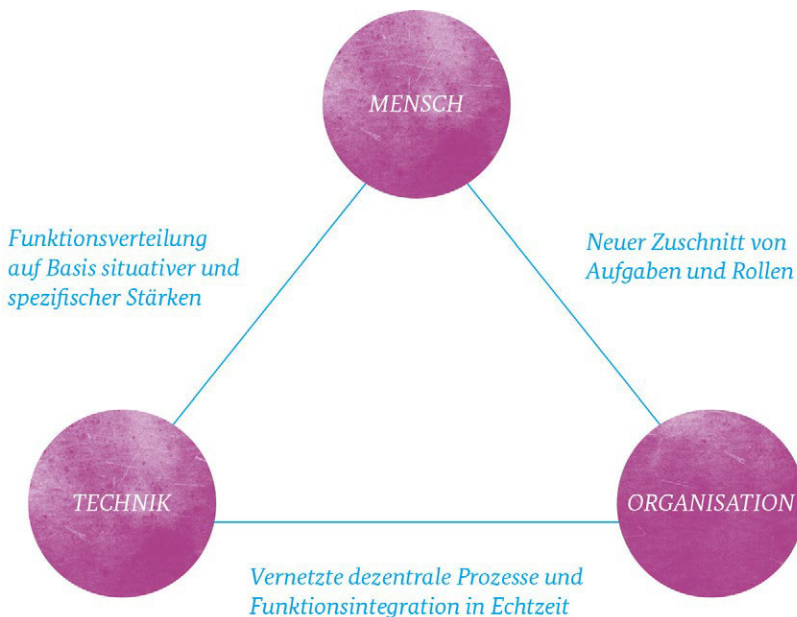 MENSCH
Funktionsverteilung
auf Basis situativer und
spezifischer Stärken
Neuer Zuschnitt von
Aufgaben und Rollen
TECHNIK
ORGANISATION
Vernetzte dezentrale Prozesse und
Funktionsintegration in Echtzeit